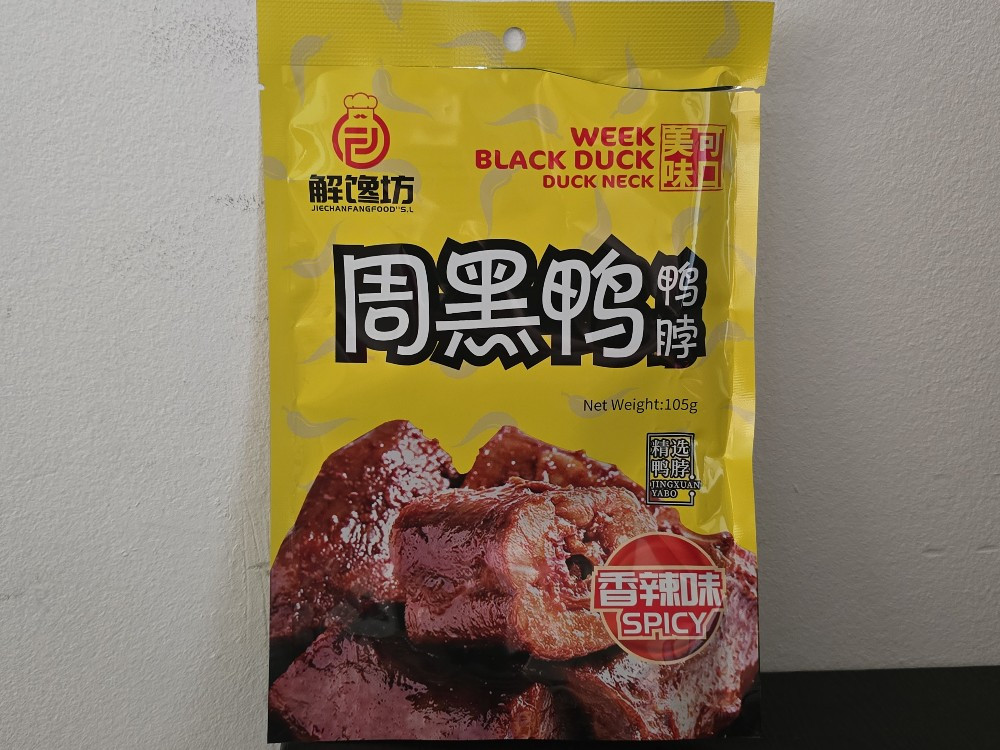 解馋坊
JIECHANFANGFOOD''S.L
WEEK
BLACK DUCK
DUCK NECK
美味
可口
周黑鸭
鸭脖
Net Weight:105g
精选
鸭脖
JINGXUAN
YABO
香辣味
SPICY